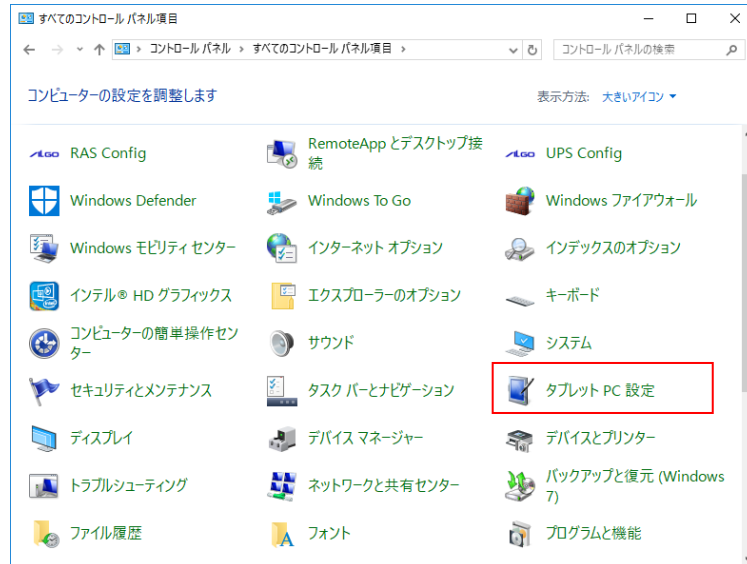 すべてのコントロール パネル項目
コントロール パネル › すべてのコントロール パネル項目 ›
コントロール パネルの検索
コンピューターの設定を調整します
表示方法: 大きいアイコン
ALGO RAS Config
RemoteApp とデスクトップ接
続
ALGO UPS Config
Windows Defender
Windows To Go
Windows ファイアウォール
Windows モビリティ センター
インターネット オプション
インデックスのオプション
インテル® HD グラフィックス
エクスプローラーのオプション
キーボード
コンピューターの簡単操作セン
ター
サウンド
システム
セキュリティとメンテナンス
タスク バーとナビゲーション
タブレット PC 設定
ディスプレイ
デバイス マネージャー
デバイスとプリンター
トラブルシューティング
ネットワークと共有センター
バックアップと復元 (Windows
7)
ファイル履歴
フォント
プログラムと機能